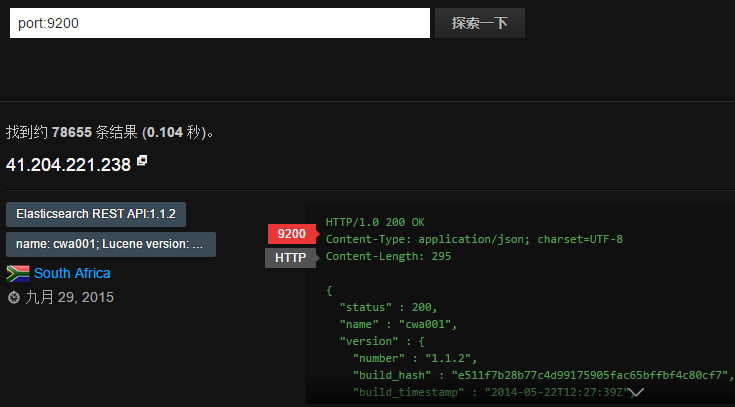 port:9200
探索一下
找到约 78655 条结果 (0.104 秒)。
41.204.221.238
Elasticsearch REST API:1.1.2
name: cwa001; Lucene version: ...
South Africa
九月 29, 2015
9200
HTTP
HTTP/1.0 200 OK
Content-Type: application/json; charset=UTF-8
Content-Length: 295
{
"status" : 200,
"name" : "cwa001",
"version" : {
"number" : "1.1.2",
"build_hash" : "e511f7b28b77c4d99175905fac65bffbf4c80cf7",
"build_timestamp" : "2014-05-22T12:27:39Z",